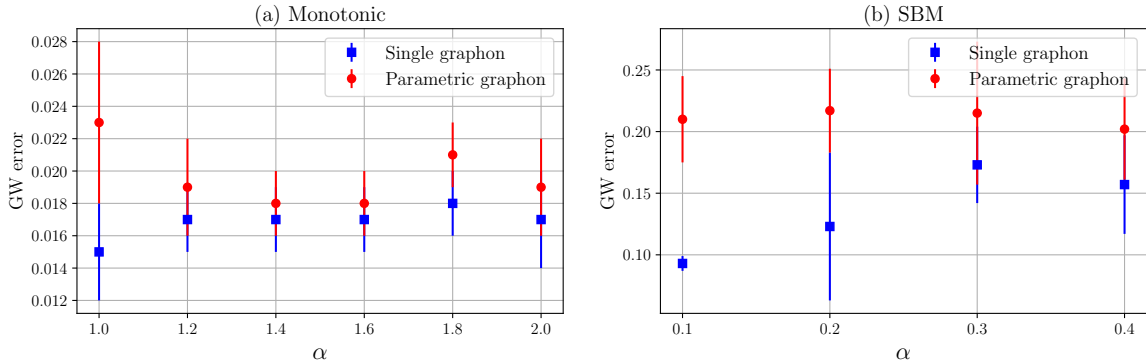 (a) Monotonic
0.028
0.026
0.024
0.022
0.020
0.018
0.016
0.014
0.012
GW error
1.0 1.2 1.4 1.6 1.8 2.0
α
Single graphon
Parametric graphon
(b) SBM
0.25
0.20
0.15
0.10
GW error
0.1 0.2 0.3 0.4
α
Single graphon
Parametric graphon